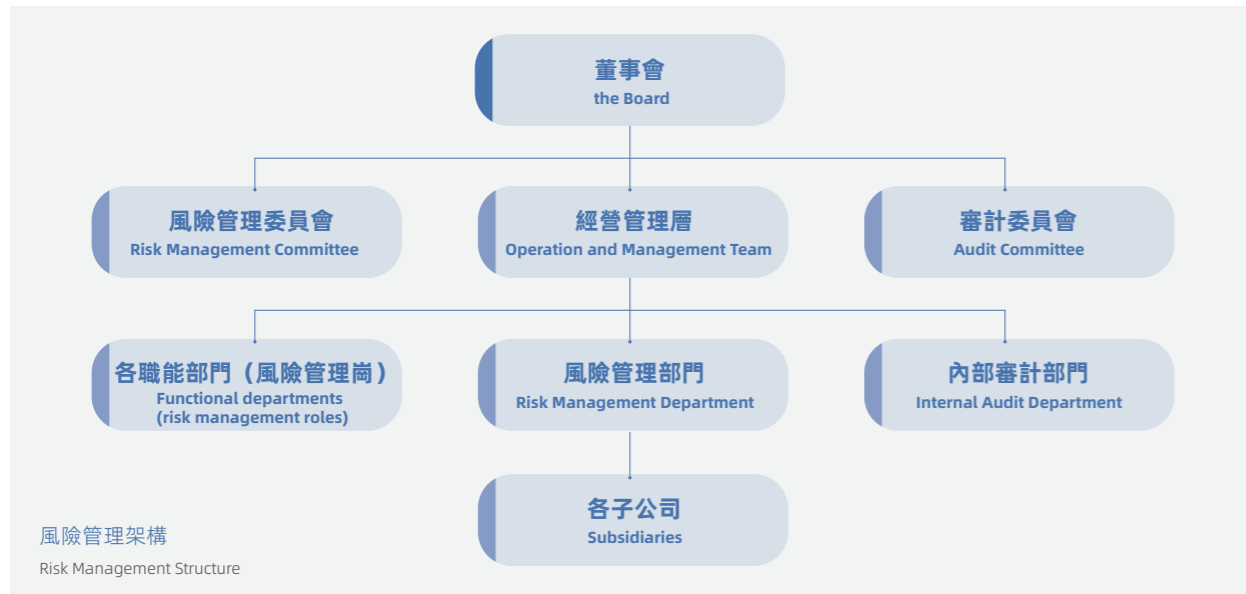 董事會
the Board
風險管理委員會
Risk Management Committee
經營管理層
Operation and Management Team
審計委員會
Audit Committee
各職能部門（風險管理崗）
Functional departments
(risk management roles)
風險管理部門
Risk Management Department
內部審計部門
Internal Audit Department
各子公司
Subsidiaries
風險管理架構
Risk Management Structure